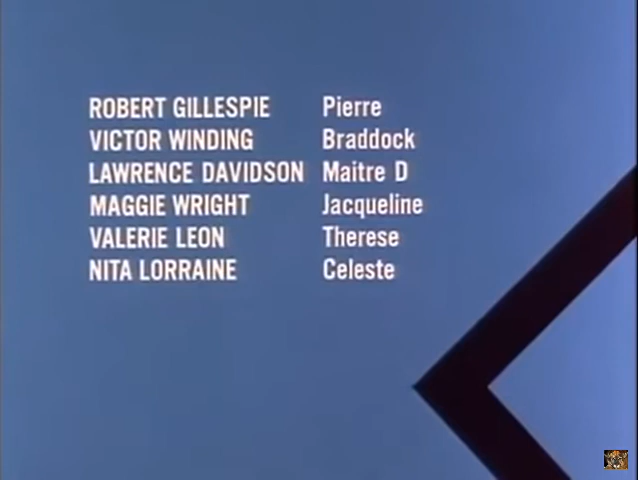 ROBERT GILLESPIE Pierre
VICTOR WINDING Braddock
LAWRENCE DAVIDSON Maitre D
MAGGIE WRIGHT Jacqueline
VALERIE LEON Therese
NITA LORRAINE Celeste